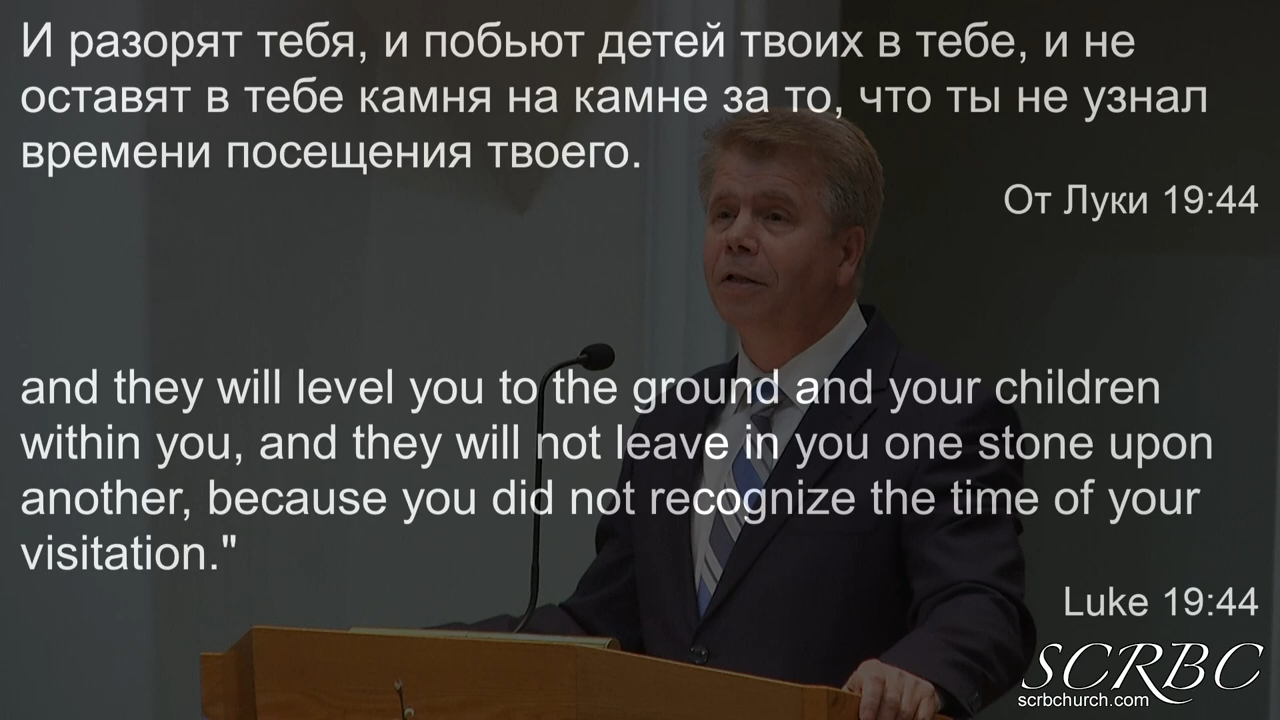 И разорят тебя, и побьют детей твоих в тебе, и не
оставят в тебе камня на камне за то, что ты не узнал
времени посещения твоего.
От Луки 19:44
and they will level you to the ground and your children
within you, and they will not leave in you one stone upon
another, because you did not recognize the time of your
visitation."
Luke 19:44
SCRBC
scrbchurch.com